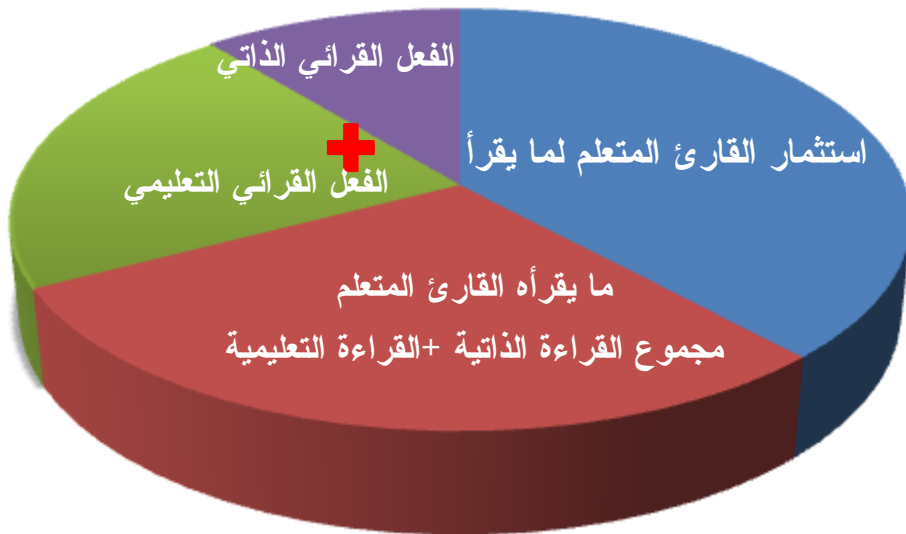 الفعل القرائي الذاتي
استثمار القارئ المتعلم لما يقرأ
الفعل القرائي التعليمي
ما يقرأه القارئ المتعلم
مجموع القراءة الذاتية +القراءة التعليمية